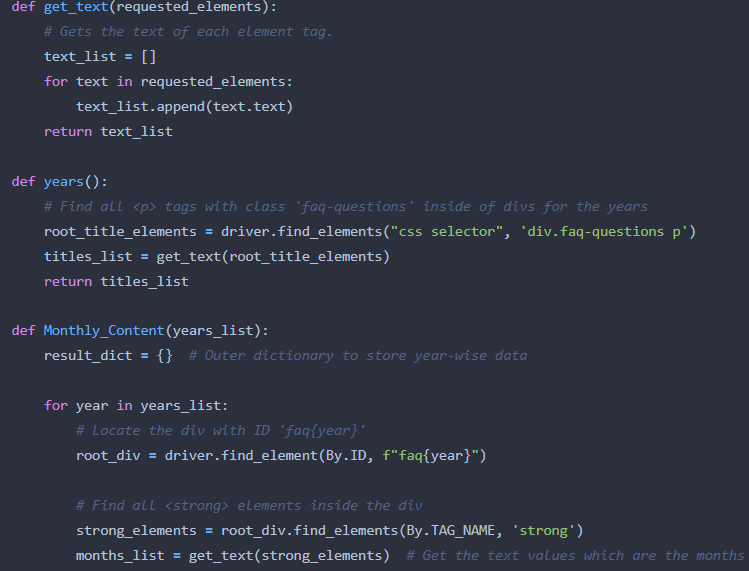 def get_text(requested_elements):
    # Gets the text of each element tag.
    text_list = []
    for text in requested_elements:
        text_list.append(text.text)
    return text_list

def years():
    # Find all <p> tags with class 'faq-questions' inside of divs for the years
    root_title_elements = driver.find_elements("css selector", 'div.faq-questions p')
    titles_list = get_text(root_title_elements)
    return titles_list

def Monthly_Content(years_list):
    result_dict = {}  # Outer dictionary to store year-wise data

    for year in years_list:
        # Locate the div with ID 'faq{year}'
        root_div = driver.find_element(By.ID, f"faq{year}")

        # Find all <strong> elements inside the div
        strong_elements = root_div.find_elements(By.TAG_NAME, 'strong')
        months_list = get_text(strong_elements)  # Get the text values which are the months